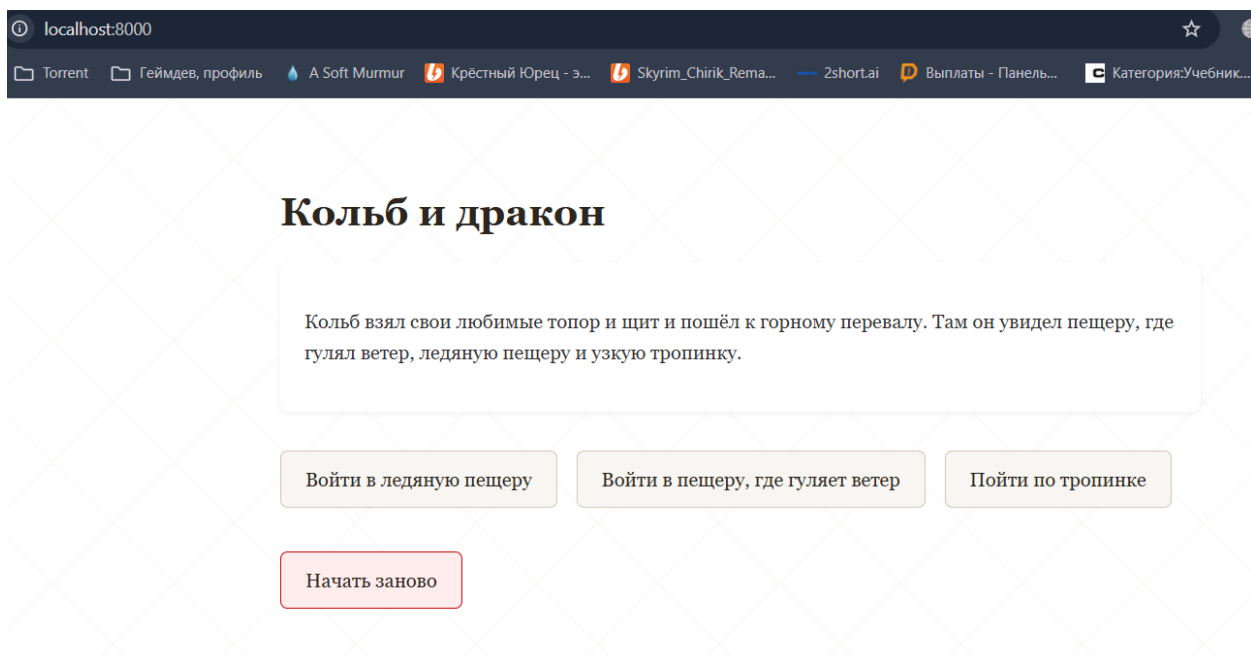 localhost:8000
Torrent Геймдев, профиль A Soft Murmur Крёстный Юрец - э... Skyrim_Chirik_Rema... 2short.ai Выплаты - Панель... Категория:Учебник...
Кольб и дракон
Кольб взял свои любимые топор и щит и пошёл к горному перевалу. Там он увидел пещеру, где
гулял ветер, ледяную пещеру и узкую тропинку.
Войти в ледяную пещеру Войти в пещеру, где гуляет ветер Пойти по тропинке
Начать заново